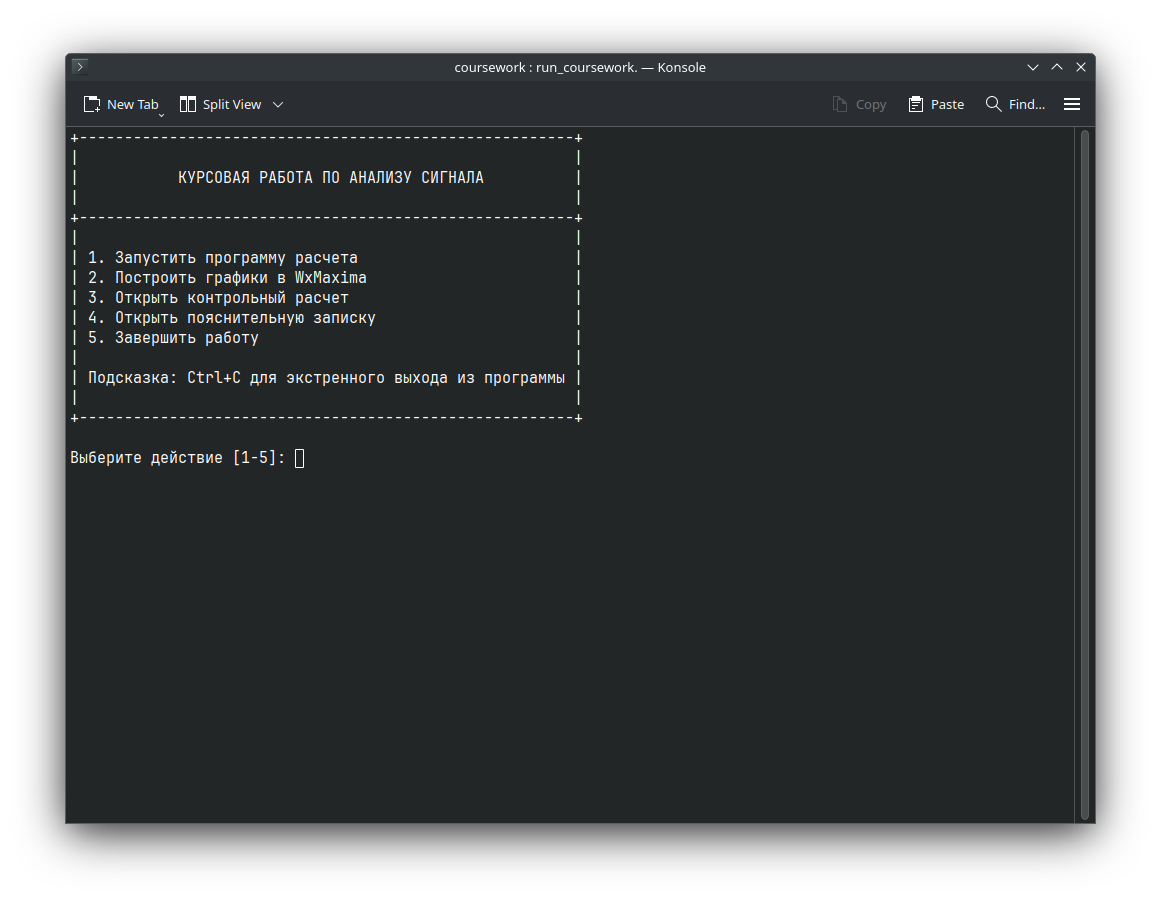 coursework : run_coursework. — Konsole
New Tab Split View Copy Paste Find...
+-------------------------------------------------------+
| |
| КУРСОВАЯ РАБОТА ПО АНАЛИЗУ СИГНАЛА |
| |
+-------------------------------------------------------+
| |
| 1. Запустить программу расчета |
| 2. Построить графики в WxMaxima |
| 3. Открыть контрольный расчет |
| 4. Открыть пояснительную записку |
| 5. Завершить работу |
| |
| Подсказка: Ctrl+C для экстренного выхода из программы |
| |
+-------------------------------------------------------+
Выберите действие [1-5]: